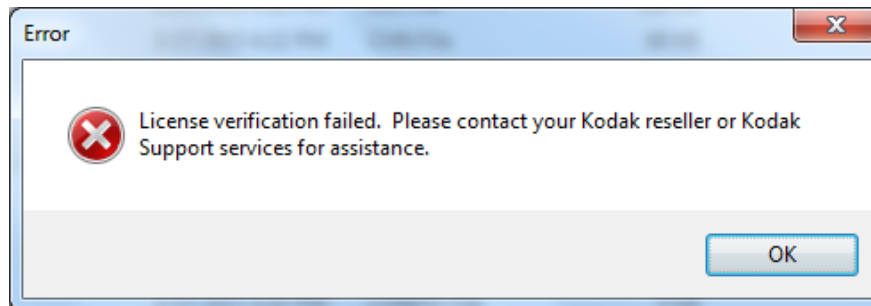 Error
License verification failed.  Please contact your Kodak reseller or Kodak
Support services for assistance.
OK